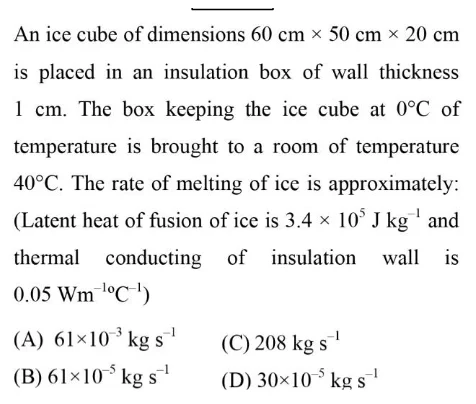 An ice cube of dimensions 60 cm × 50 cm × 20 cm
is placed in an insulation box of wall thickness
1 cm. The box keeping the ice cube at 0°C of
temperature is brought to a room of temperature
40°C. The rate of melting of ice is approximately:
(Latent heat of fusion of ice is 3.4 × 10⁵ J kg⁻¹ and
thermal conducting of insulation wall is
0.05 Wm⁻¹°C⁻¹)
(A) 61×10⁻³ kg s⁻¹ (C) 208 kg s⁻¹
(B) 61×10⁻⁵ kg s⁻¹ (D) 30×10⁻⁵ kg s⁻¹